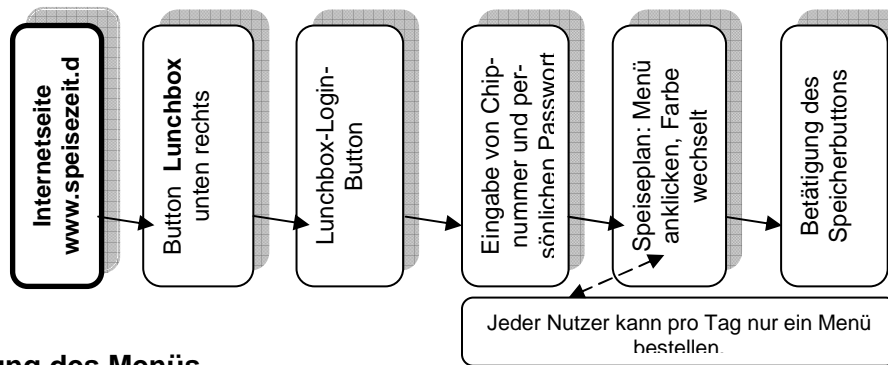 Internetseite
www.speisezeit.d
Button Lunchbox
unten rechts
Lunchbox-Login-
Button
Eingabe von Chip-
nummer und per-
sönlichen Passwort
Speiseplan: Menü
anklicken, Farbe
wechselt
Betätigung des
Speicherbuttons
Jeder Nutzer kann pro Tag nur ein Menü
bestellen.
ung des Menüs